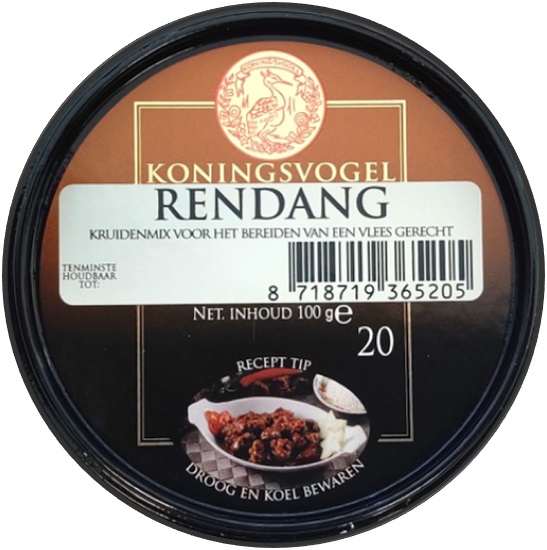 KONINGSVOGEL
KONINGSVOGEL
RENDANG
KRUIDENMIX VOOR HET BEREIDEN VAN EEN VLEES GERECHT
TENMINSTE
HOUDBAAR
TOT:
8 718719 365205
NET. INHOUD 100 g e
20
RECEPT TIP
DROOG EN KOEL BEWAREN